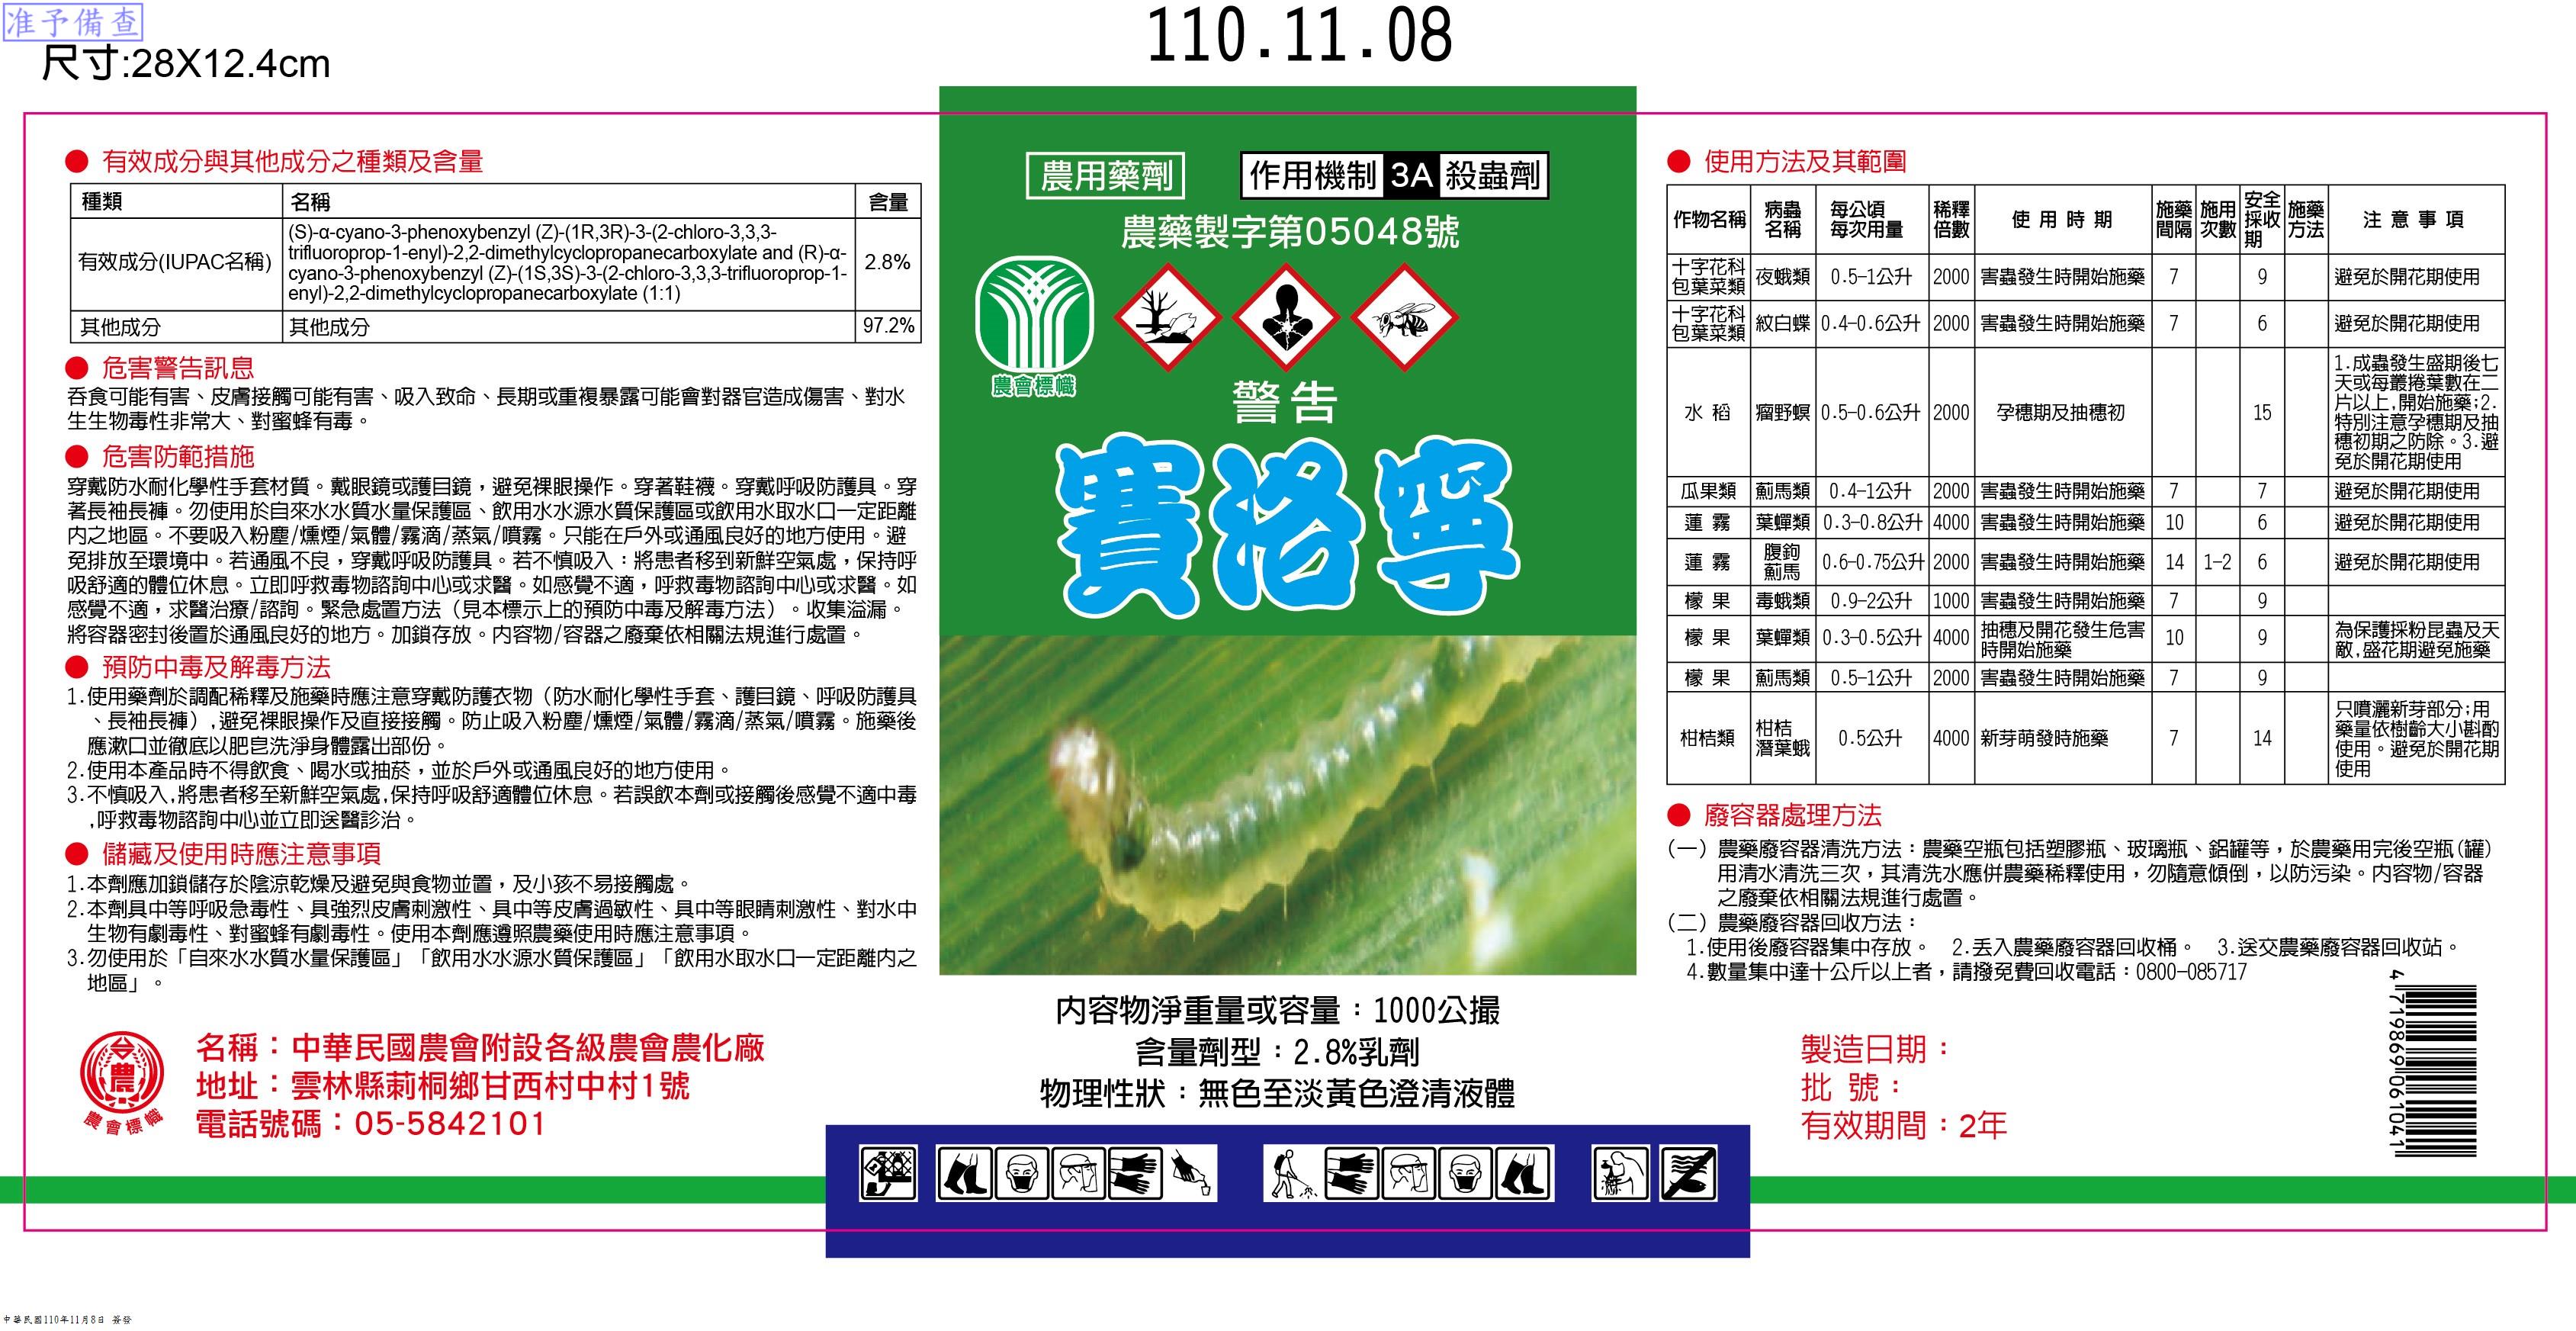 准予備查
尺寸:28X12.4cm
110.11.08
● 有效成分與其他成分之種類及含量
種類 名稱 含量
有效成分(IUPAC名稱) (S)-α-cyano-3-phenoxybenzyl (Z)-(1R,3R)-3-(2-chloro-3,3,3-
trifluoroprop-1-enyl)-2,2-dimethylcyclopropanecarboxylate and (R)-α-
cyano-3-phenoxybenzyl (Z)-(1S,3S)-3-(2-chloro-3,3,3-trifluoroprop-1-
enyl)-2,2-dimethylcyclopropanecarboxylate (1:1) 2.8%
其他成分 其他成分 97.2%
● 危害警告訊息
吞食可能有害、皮膚接觸可能有害、吸入致命、長期或重複暴露可能會對器官造成傷害、對水
生生物毒性非常大、對蜜蜂有毒。
● 危害防範措施
穿戴防水耐化學性手套材質。戴眼鏡或護目鏡，避免裸眼操作。穿著鞋襪。穿戴呼吸防護具。穿
著長袖長褲。勿使用於自來水水質水量保護區、飲用水水源水質保護區或飲用水取水口一定距離
內之地區。不要吸入粉塵/燻煙/氣體/霧滴/蒸氣/噴霧。只能在戶外或通風良好的地方使用。避
免排放至環境中。若通風不良，穿戴呼吸防護具。若不慎吸入：將患者移到新鮮空氣處，保持呼
吸舒適的體位休息。立即呼救毒物諮詢中心或求醫。如感覺不適，呼救毒物諮詢中心或求醫。如
感覺不適，求醫治療/諮詢。緊急處置方法（見本標示上的預防中毒及解毒方法）。收集溢漏。
將容器密封後置於通風良好的地方。加鎖存放。內容物/容器之廢棄依相關法規進行處置。
● 預防中毒及解毒方法
1.使用藥劑於調配稀釋及施藥時應注意穿戴防護衣物（防水耐化學性手套、護目鏡、呼吸防護具
、長袖長褲）,避免裸眼操作及直接接觸。防止吸入粉塵/燻煙/氣體/霧滴/蒸氣/噴霧。施藥後
應漱口並徹底以肥皂洗淨身體露出部份。
2.使用本產品時不得飲食、喝水或抽菸，並於戶外或通風良好的地方使用。
3.不慎吸入,將患者移至新鮮空氣處,保持呼吸舒適體位休息。若誤飲本劑或接觸後感覺不適中毒
,呼救毒物諮詢中心並立即送醫診治。
● 儲藏及使用時應注意事項
1.本劑應加鎖儲存於陰涼乾燥及避免與食物並置，及小孩不易接觸處。
2.本劑具中等呼吸急毒性、具強烈皮膚刺激性、具中等皮膚過敏性、具中等眼睛刺激性、對水中
生物有劇毒性、對蜜蜂有劇毒性。使用本劑應遵照農藥使用時應注意事項。
3.勿使用於「自來水水質水量保護區」「飲用水水源水質保護區」「飲用水取水口一定距離內之
地區」。
農
農會標幟
名稱：中華民國農會附設各級農會農化廠
地址：雲林縣莿桐鄉甘西村中村1號
電話號碼：05-5842101
農用藥劑 作用機制 3A 殺蟲劑
農藥製字第05048號
農會標幟
警告
賽洛寧
內容物淨重量或容量：1000公撮
含量劑型：2.8%乳劑
物理性狀：無色至淡黃色澄清液體
● 使用方法及其範圍
作物名稱 病蟲名稱 每公頃每次用量 稀釋倍數 使用時期 施藥間隔 施用次數 安全採收期 施藥方法 注意事項
十字花科包葉菜類 夜蛾類 0.5-1公升 2000 害蟲發生時開始施藥 7 9 避免於開花期使用
十字花科包葉菜類 紋白蝶 0.4-0.6公升 2000 害蟲發生時開始施藥 7 6 避免於開花期使用
水稻 瘤野螟 0.5-0.6公升 2000 孕穗期及抽穗初 15 1.成蟲發生盛期後七
天或每叢捲葉數在二
片以上,開始施藥;2.
特別注意孕穗期及抽
穗初期之防除。3.避
免於開花期使用
瓜果類 薊馬類 0.4-1公升 2000 害蟲發生時開始施藥 7 7 避免於開花期使用
蓮霧 葉蟬類 0.3-0.8公升 4000 害蟲發生時開始施藥 10 6 避免於開花期使用
蓮霧 腹鉤薊馬 0.6-0.75公升 2000 害蟲發生時開始施藥 14 1-2 6 避免於開花期使用
檬果 毒蛾類 0.9-2公升 1000 害蟲發生時開始施藥 7 9
檬果 葉蟬類 0.3-0.5公升 4000 抽穗及開花發生危害時開始施藥 10 9 為保護採粉昆蟲及天
敵,盛花期避免施藥
檬果 薊馬類 0.5-1公升 2000 害蟲發生時開始施藥 7 9
柑桔類 柑桔潛葉蛾 0.5公升 4000 新芽萌發時施藥 7 14 只噴灑新芽部分;用
藥量依樹齡大小斟酌
使用。避免於開花期
使用
● 廢容器處理方法
(一) 農藥廢容器清洗方法：農藥空瓶包括塑膠瓶、玻璃瓶、鋁罐等，於農藥用完後空瓶(罐)
用清水清洗三次，其清洗水應併農藥稀釋使用，勿隨意傾倒，以防污染。內容物/容器
之廢棄依相關法規進行處置。
(二) 農藥廢容器回收方法：
1.使用後廢容器集中存放。 2.丟入農藥廢容器回收桶。 3.送交農藥廢容器回收站。
4.數量集中達十公斤以上者，請撥免費回收電話：0800-085717
製造日期：
批 號：
有效期間：2年
4 719869 061041
中華民國110年11月8日 簽發